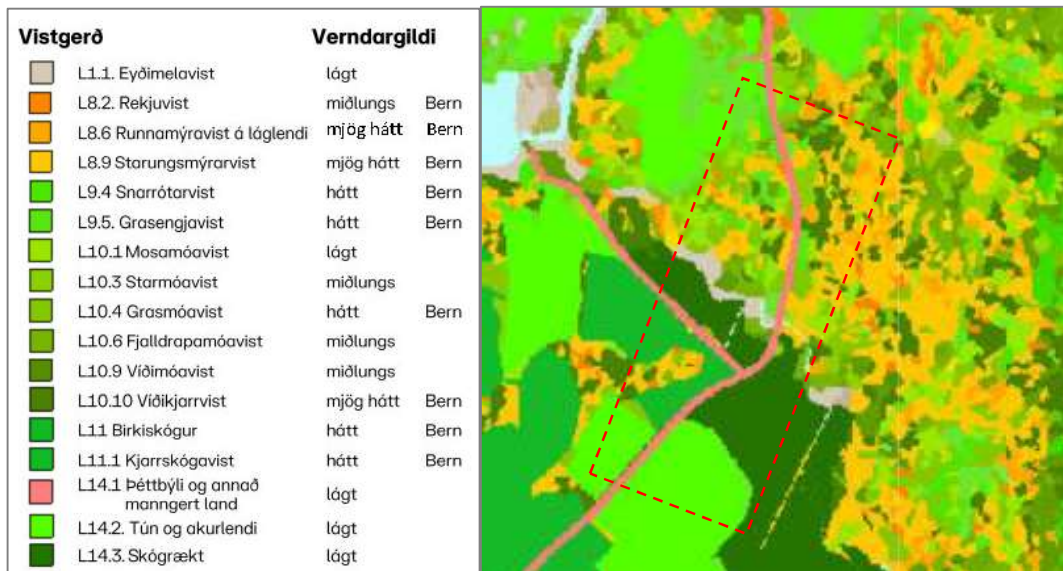 Vistgerð Verndargildi
L1.1. Eyðimelavist lágt
L8.2. Rekjuvist miðlungs Bern
L8.6 Runnamýravist á láglendi mjög hátt Bern
L8.9 Starungsmýrarvist mjög hátt Bern
L9.4 Snarrótarvist hátt Bern
L9.5. Grasengjavist hátt Bern
L10.1 Mosamóavist lágt
L10.3 Starmóavist miðlungs
L10.4 Grasmóavist hátt Bern
L10.6 Fjalldrapamóavist miðlungs
L10.9 Víðimóavist miðlungs
L10.10 Víðikjarrvist mjög hátt Bern
L11 Birkiskógur hátt Bern
L11.1 Kjarrskógavist hátt Bern
L14.1 Þéttbýli og annað
manngert land lágt
L14.2. Tún og akurlendi lágt
L14.3. Skógrækt lágt